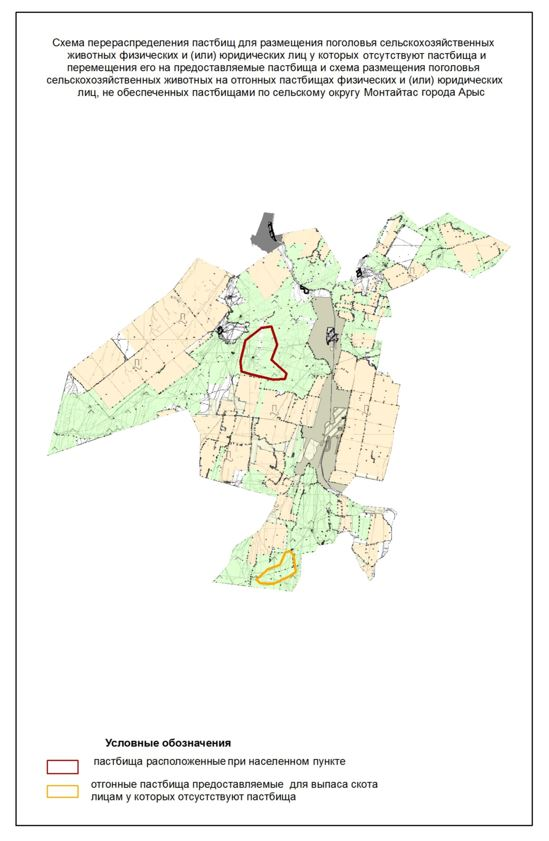 Схема перераспределения пастбищ для размещения поголовья сельскохозяйственных
животных физических и (или) юридических лиц у которых отсутствуют пастбища и
перемещения его на предоставляемые пастбища и схема размещения поголовья
сельскохозяйственных животных на отгонных пастбищах физических и (или) юридических
лиц, не обеспеченных пастбищами по сельскому округу Монтайтас города Арыс
Условные обозначения
пастбища расположенные при населенном пункте
отгонные пастбища предоставляемые для выпаса скота
лицам у которых отсуствуют пастбища